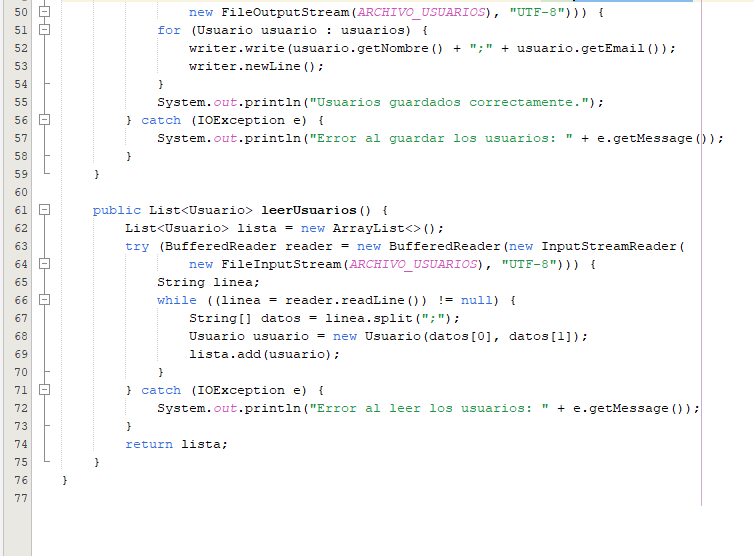 50 new FileOutputStream(ARCHIVO_USUARIOS), "UTF-8"))) {
51 for (Usuario usuario : usuarios) {
52 writer.write(usuario.getNombre() + ";" + usuario.getEmail());
53 writer.newLine();
54 }
55 System.out.println("Usuarios guardados correctamente.");
56 } catch (IOException e) {
57 System.out.println("Error al guardar los usuarios: " + e.getMessage());
58 }
59 }
60
61 public List<Usuario> leerUsuarios() {
62 List<Usuario> lista = new ArrayList<>();
63 try (BufferedReader reader = new BufferedReader(new InputStreamReader(
64 new FileInputStream(ARCHIVO_USUARIOS), "UTF-8"))) {
65 String linea;
66 while ((linea = reader.readLine()) != null) {
67 String[] datos = linea.split(";");
68 Usuario usuario = new Usuario(datos[0], datos[1]);
69 lista.add(usuario);
70 }
71 } catch (IOException e) {
72 System.out.println("Error al leer los usuarios: " + e.getMessage());
73 }
74 return lista;
75 }
76 }
77